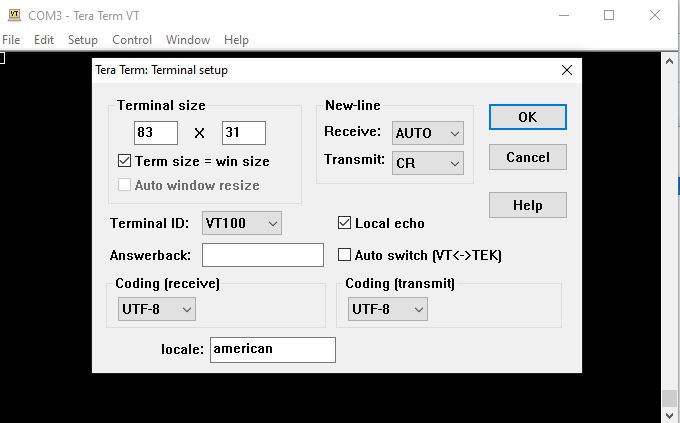 VT COM3 - Tera Term VT
File Edit Setup Control Window Help
Tera Term: Terminal setup
Terminal size
83 X 31
Term size = win size
Auto window resize
New-line
Receive: AUTO
Transmit: CR
OK
Cancel
Help
Terminal ID: VT100
Local echo
Answerback:
Auto switch (VT<->TEK)
Coding (receive)
UTF-8
Coding (transmit)
UTF-8
locale: american